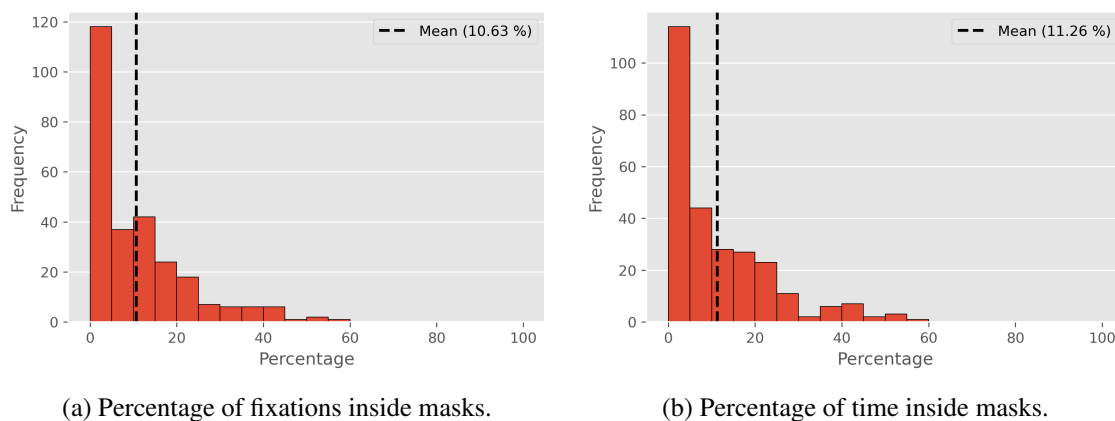 120
100
80
60
40
20
0
Frequency
Mean (10.63 %)
0 20 40 60 80 100
Percentage
(a) Percentage of fixations inside masks.
100
80
60
40
20
0
Frequency
Mean (11.26 %)
0 20 40 60 80 100
Percentage
(b) Percentage of time inside masks.